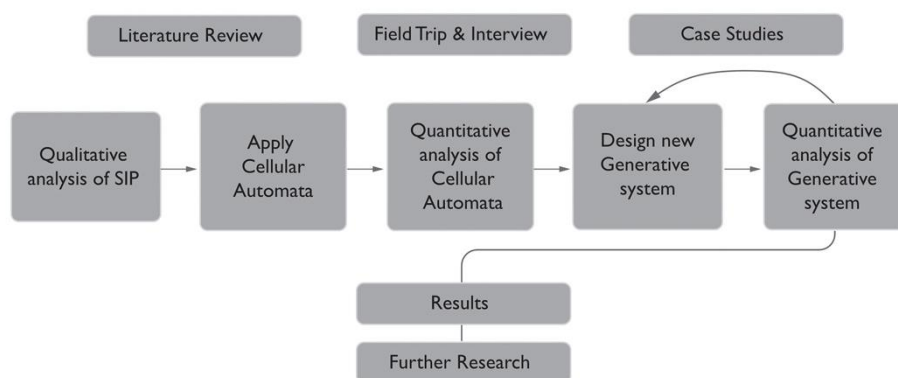 Literature Review
Field Trip & Interview
Case Studies
Qualitative
analysis of SIP
Apply
Cellular
Automata
Quantitative
analysis of
Cellular
Automata
Design new
Generative
system
Quantitative
analysis of
Generative
system
Results
Further Research